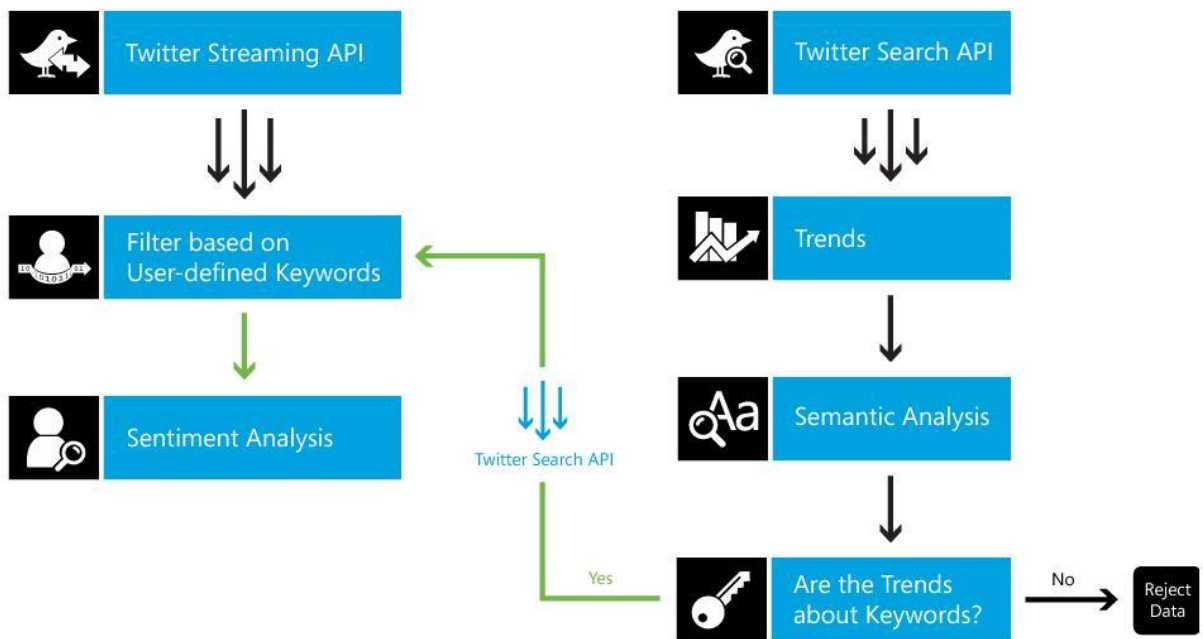 Twitter Streaming API
Twitter Search API
Filter based on
User-defined Keywords
Trends
Sentiment Analysis
Aa
Semantic Analysis
Twitter Search API
Yes
Are the Trends
about Keywords?
No
Reject
Data